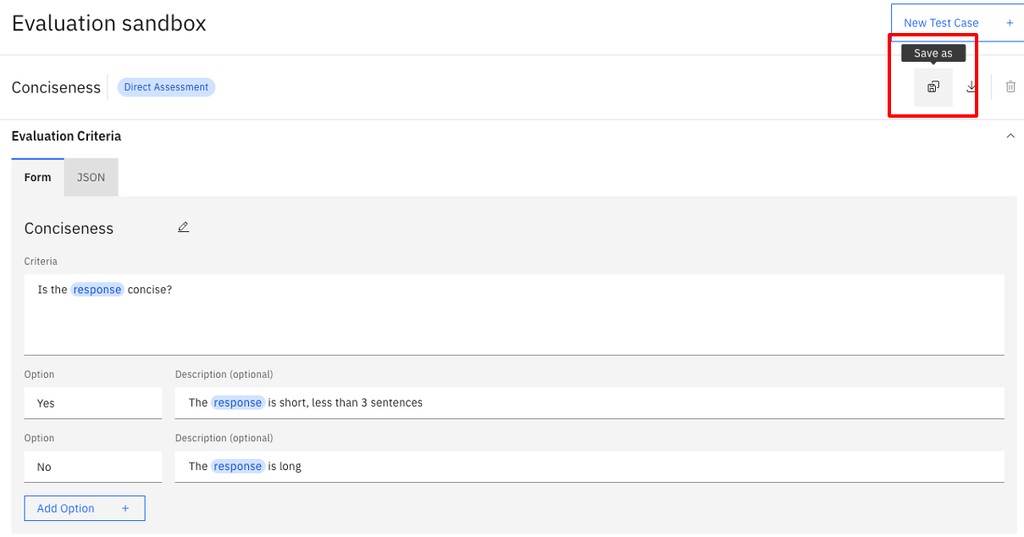 Evaluation sandbox
New Test Case +
Save as
Conciseness Direct Assessment
Evaluation Criteria
Form JSON
Conciseness
Criteria
Is the response concise?
Option Description (optional)
Yes The response is short, less than 3 sentences
Option Description (optional)
No The response is long
Add Option +